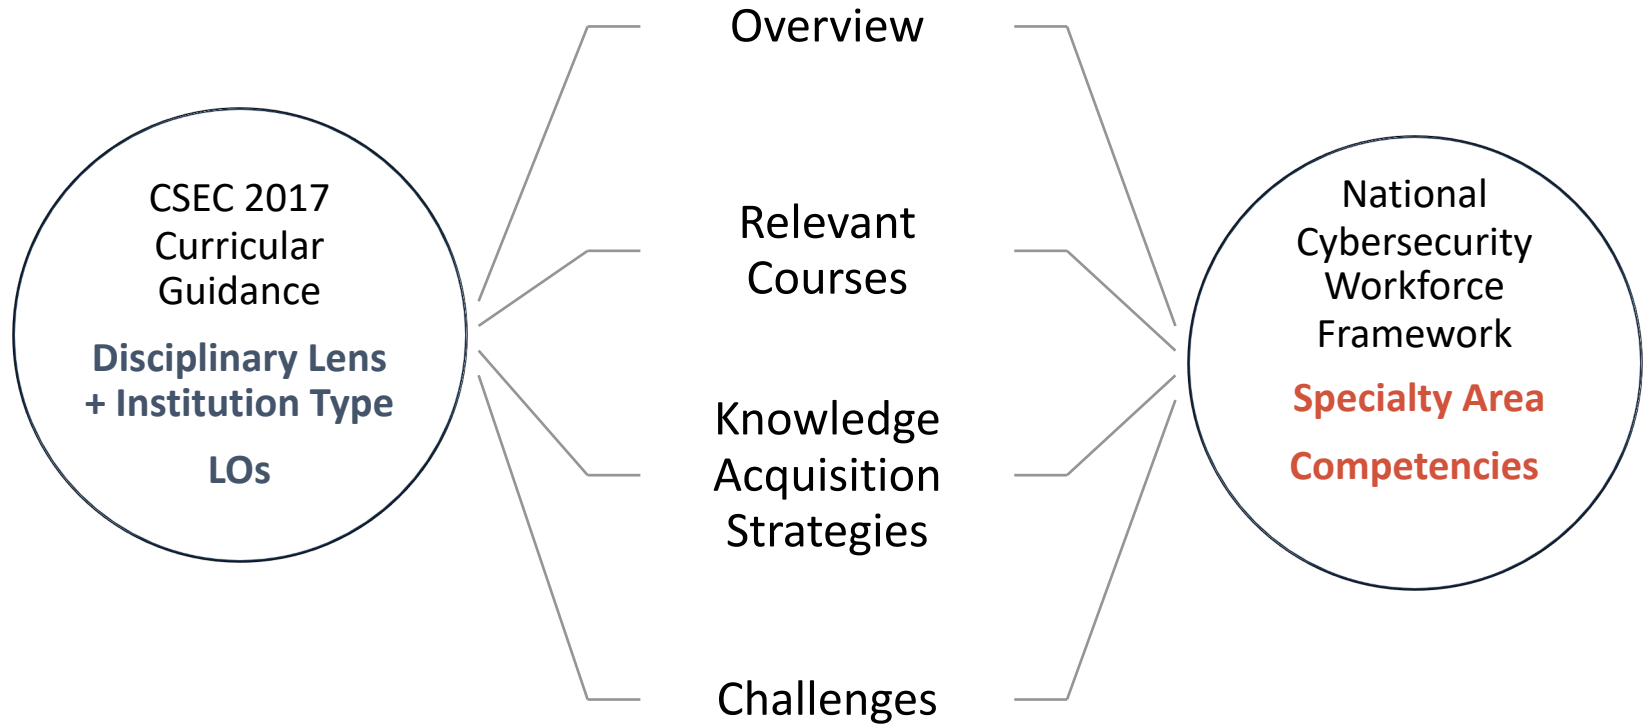 CSEC 2017
Curricular
Guidance
Disciplinary Lens
+ Institution Type
LOs
Overview
Relevant
Courses
Knowledge
Acquisition
Strategies
Challenges
National
Cybersecurity
Workforce
Framework
Specialty Area
Competencies